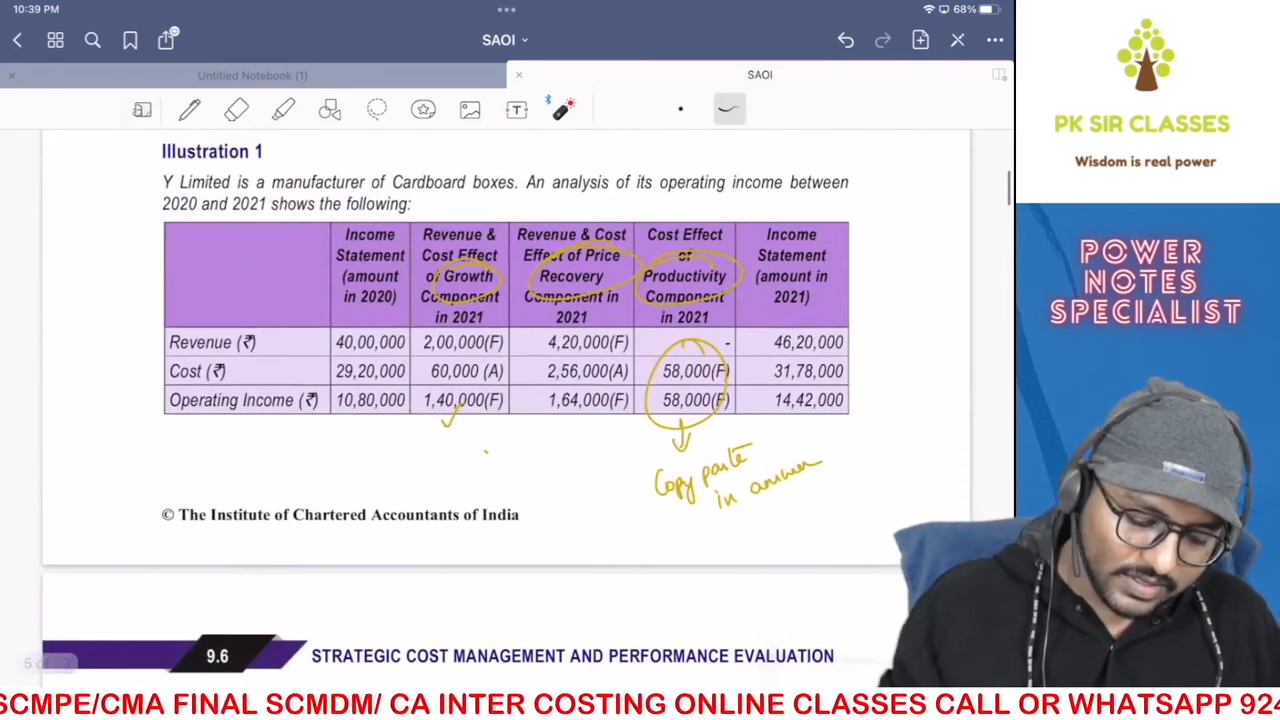 10:39 PM
68%
SAOI
Untitled Notebook (1)
SAOI
T
Illustration 1
Y Limited is a manufacturer of Cardboard boxes. An analysis of its operating income between
2020 and 2021 shows the following:
Income Statement (amount in 2020)
Revenue & Cost Effect of Growth Component in 2021
Revenue & Cost Effect of Price Recovery Component in 2021
Cost Effect of Productivity Component in 2021
Income Statement (amount in 2021)
Revenue (₹) 40,00,000 2,00,000(F) 4,20,000(F) - 46,20,000
Cost (₹) 29,20,000 60,000 (A) 2,56,000(A) 58,000(F) 31,78,000
Operating Income (₹) 10,80,000 1,40,000(F) 1,64,000(F) 58,000(F) 14,42,000
Copy paste
in answer
© The Institute of Chartered Accountants of India
9.6
STRATEGIC COST MANAGEMENT AND PERFORMANCE EVALUATION
PK SIR CLASSES
Wisdom is real power
POWER
NOTES
SPECIALIST
SCMPE/CMA FINAL SCMDM/ CA INTER COSTING ONLINE CLASSES CALL OR WHATSAPP 924